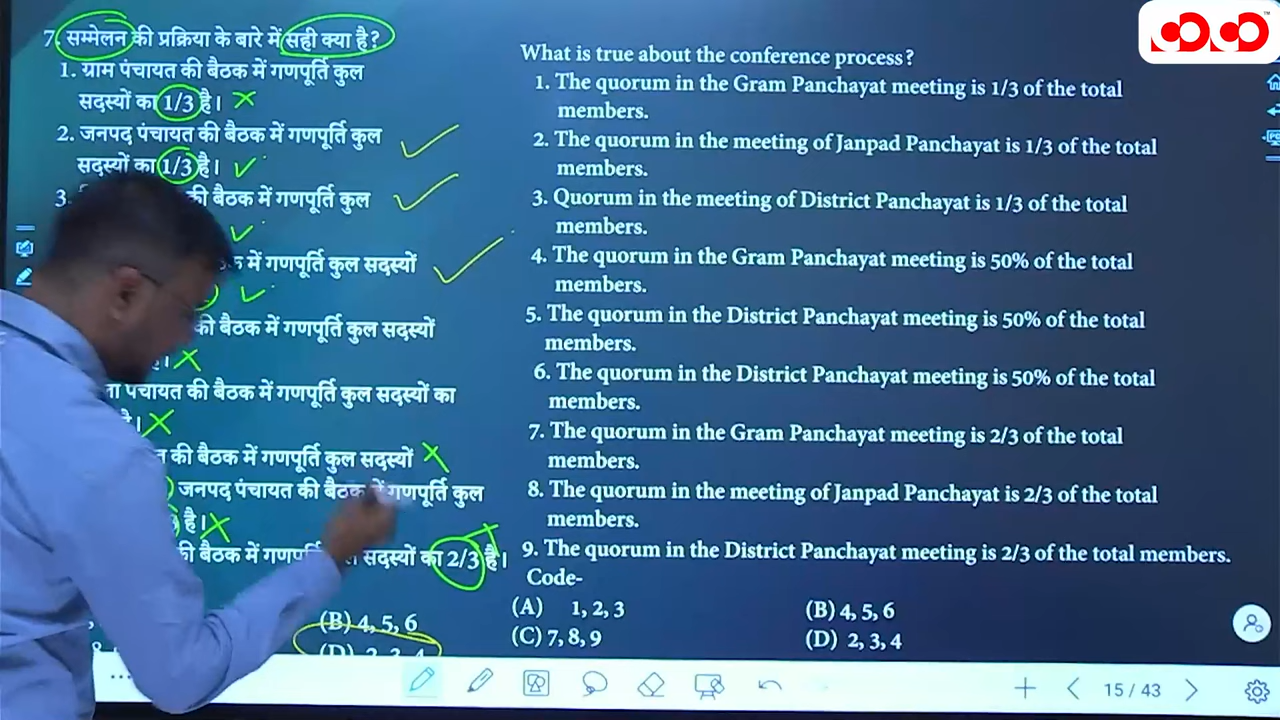 7. सम्मेलन की प्रक्रिया के बारे में सही क्या है?
1. ग्राम पंचायत की बैठक में गणपूर्ति कुल
सदस्यों का 1/3 है।
2. जनपद पंचायत की बैठक में गणपूर्ति कुल
सदस्यों का 1/3 है।
3. की बैठक में गणपूर्ति कुल
में गणपूर्ति कुल सदस्यों
की बैठक में गणपूर्ति कुल सदस्यों
है।
पंचायत की बैठक में गणपूर्ति कुल सदस्यों का
है।
की बैठक में गणपूर्ति कुल सदस्यों
जनपद पंचायत की बैठक में गणपूर्ति कुल
है।
की बैठक में सदस्यों का 2/3 है।
(B) 4, 5, 6
(D) 2, 3, 4
What is true about the conference process?
1. The quorum in the Gram Panchayat meeting is 1/3 of the total
members.
2. The quorum in the meeting of Janpad Panchayat is 1/3 of the total
members.
3. Quorum in the meeting of District Panchayat is 1/3 of the total
members.
4. The quorum in the Gram Panchayat meeting is 50% of the total
members.
5. The quorum in the District Panchayat meeting is 50% of the total
members.
6. The quorum in the District Panchayat meeting is 50% of the total
members.
7. The quorum in the Gram Panchayat meeting is 2/3 of the total
members.
8. The quorum in the meeting of Janpad Panchayat is 2/3 of the total
members.
9. The quorum in the District Panchayat meeting is 2/3 of the total members.
Code-
(A) 1, 2, 3 (B) 4, 5, 6
(C) 7, 8, 9 (D) 2, 3, 4
15 / 43